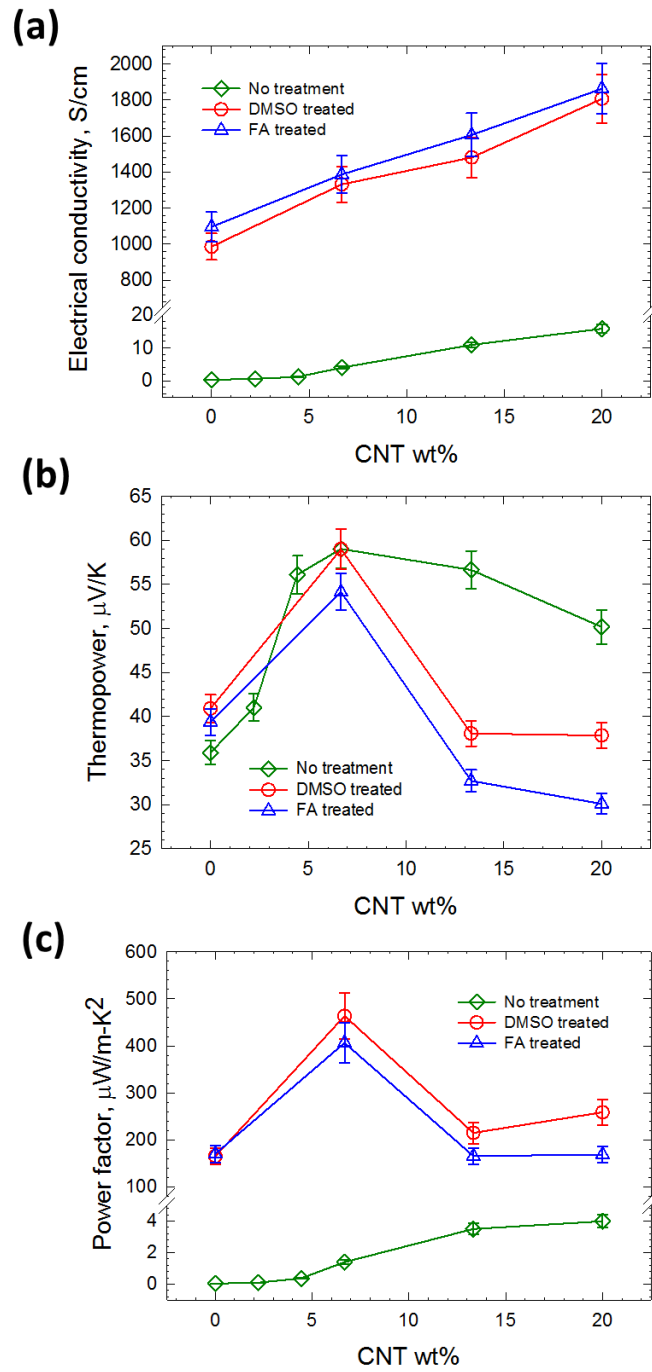 (a)
2000
1800
1600
1400
1200
1000
800
20
10
0
Electrical conductivity, S/cm
No treatment
DMSO treated
FA treated
0 5 10 15 20
CNT wt%
(b)
65
60
55
50
45
40
35
30
25
Thermopower, μV/K
No treatment
DMSO treated
FA treated
0 5 10 15 20
CNT wt%
(c)
600
500
400
300
200
100
4
2
0
Power factor, μW/m-K²
No treatment
DMSO treated
FA treated
0 5 10 15 20
CNT wt%